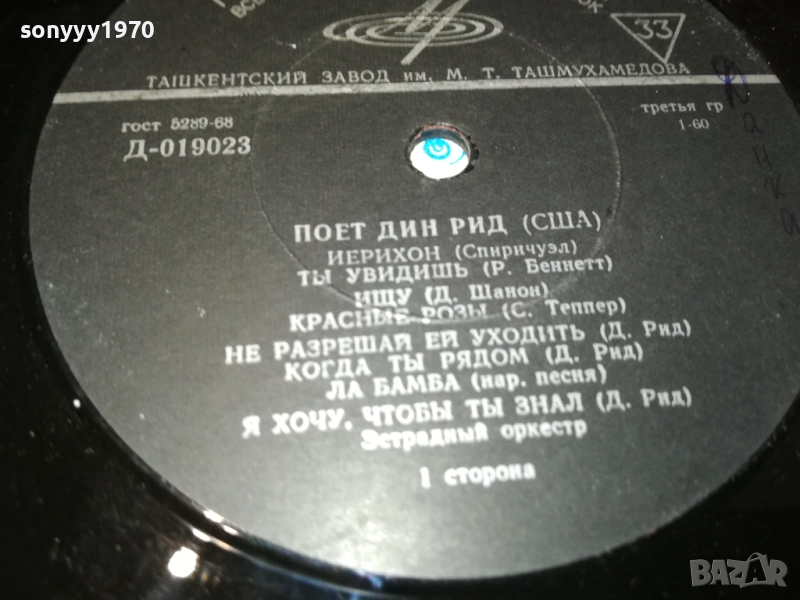 sonyyy1970
33
ТАШКЕНТСКИЙ ЗАВОД им. М. Т. ТАШМУХАМЕДОВА
гост 5289-68
Д-019023
третья гр
1-60
ПОЕТ ДИН РИД (США)
ИЕРИХОН (Спиричуэл)
ТЫ УВИДИШЬ (Р. Беннетт)
ИЩУ (Д. Шанон)
КРАСНЫЕ РОЗЫ (С. Теппер)
НЕ РАЗРЕШАЙ ЕЙ УХОДИТЬ (Д. Рид)
КОГДА ТЫ РЯДОМ (Д. Рид)
ЛА БАМБА (нар. песня)
Я ХОЧУ, ЧТОБЫ ТЫ ЗНАЛ (Д. Рид)
Эстрадный оркестр
1 сторона
BAZAR